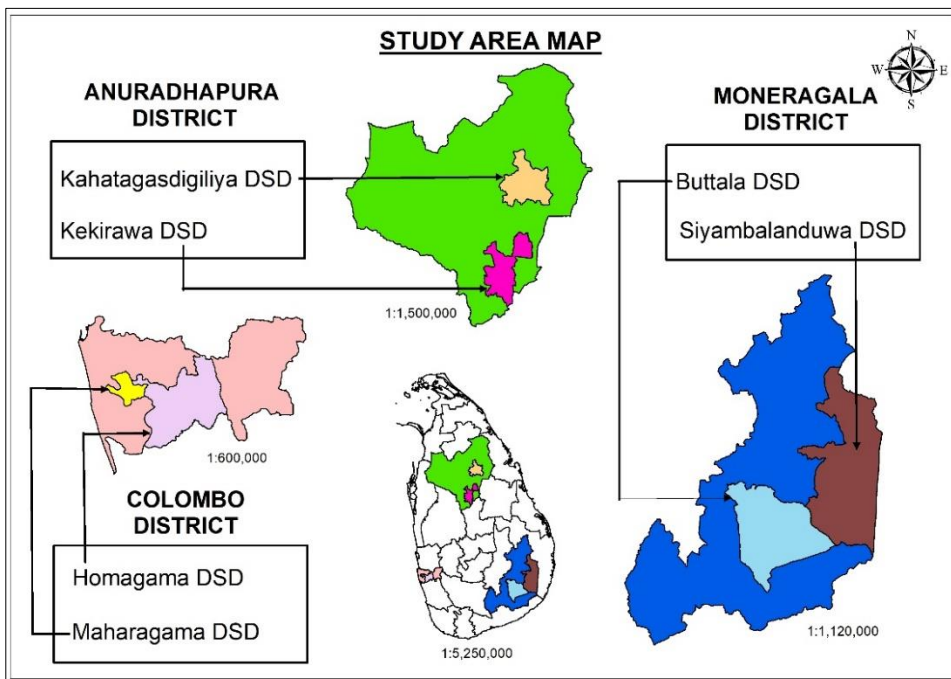 STUDY AREA MAP
N
W
E
S
ANURADHAPURA
DISTRICT
Kahatagasdigiliya DSD
Kekirawa DSD
1:1,500,000
MONERAGALA
DISTRICT
Buttala DSD
Siyambalanduwa DSD
1:1,120,000
1:600,000
COLOMBO
DISTRICT
Homagama DSD
Maharagama DSD
1:5,250,000